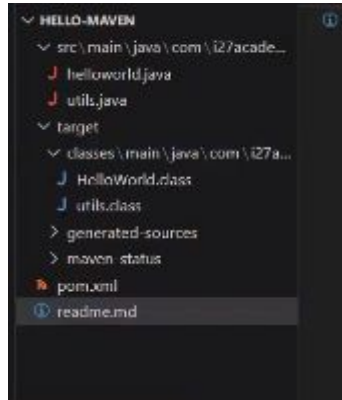 HELLO-MAVEN
src\main\java\com\i27acade...
helloworld.java
utils.java
target
classes\main\java\com\i27a...
HelloWorld.class
utils.class
generated-sources
maven-status
pom.xml
readme.md